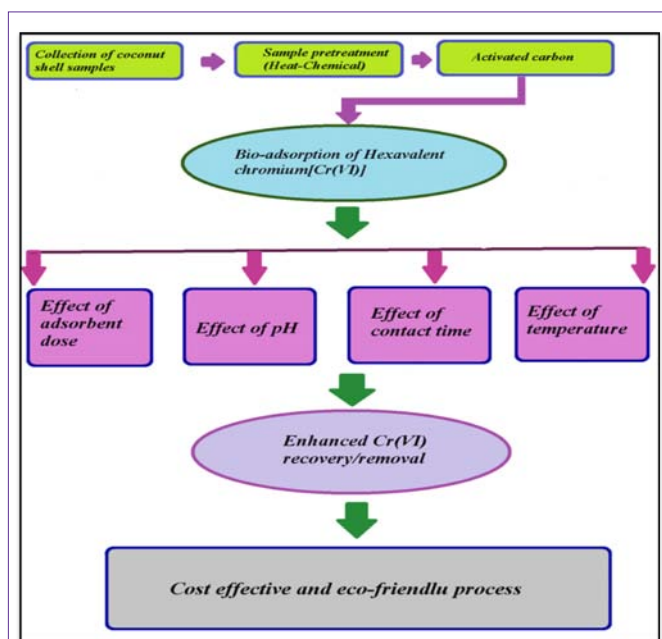 Collection of coconut
shell samples
Sample pretreatment
(Heat-Chemical)
Activated carbon
Bio-adsorption of Hexavalent
chromium[Cr(VI)]
Effect of
adsorbent
dose
Effect of pH
Effect of
contact time
Effect of
temperature
Enhanced Cr(VI)
recovery/removal
Cost effective and eco-friendlu process